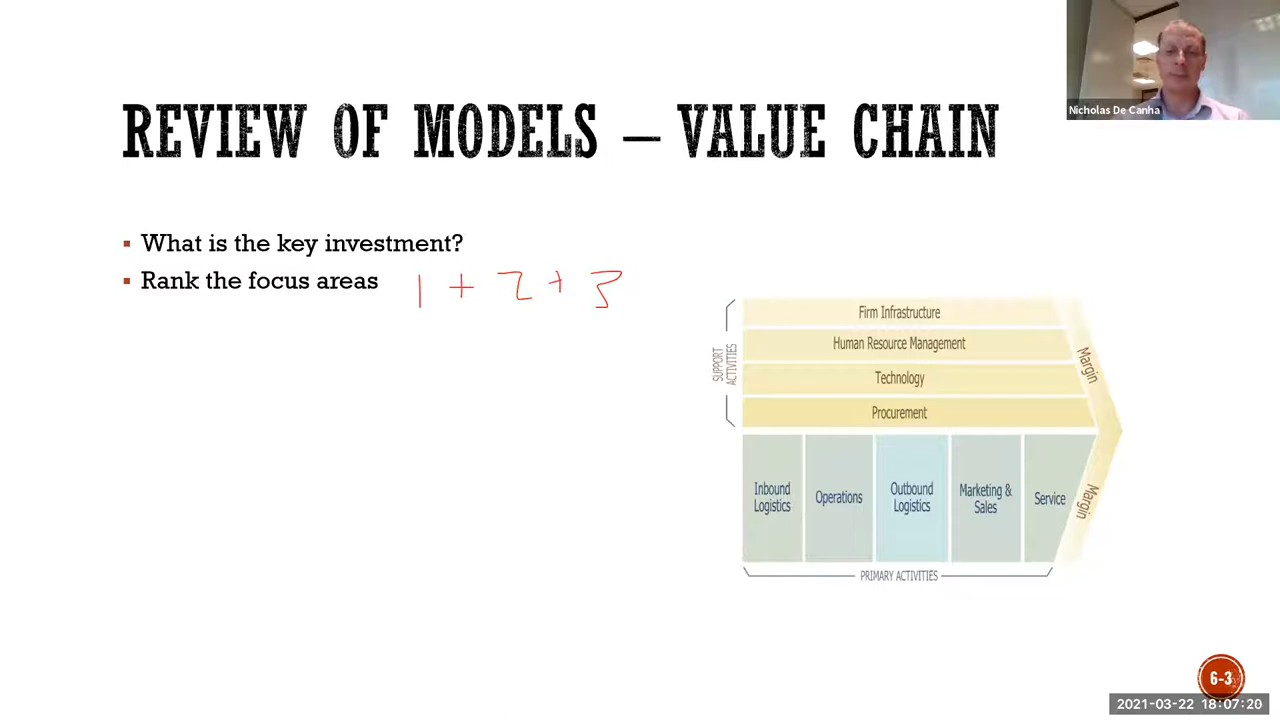 Nicholas De Canha
REVIEW OF MODELS – VALUE CHAIN
▪ What is the key investment?
▪ Rank the focus areas 1 + 2 + 3
SUPPORT
ACTIVITIES
Firm Infrastructure
Human Resource Management
Technology
Procurement
Margin
Inbound
Logistics
Operations
Outbound
Logistics
Marketing &
Sales
Service
Margin
PRIMARY ACTIVITIES
6-3
2021-03-22 18:07:20